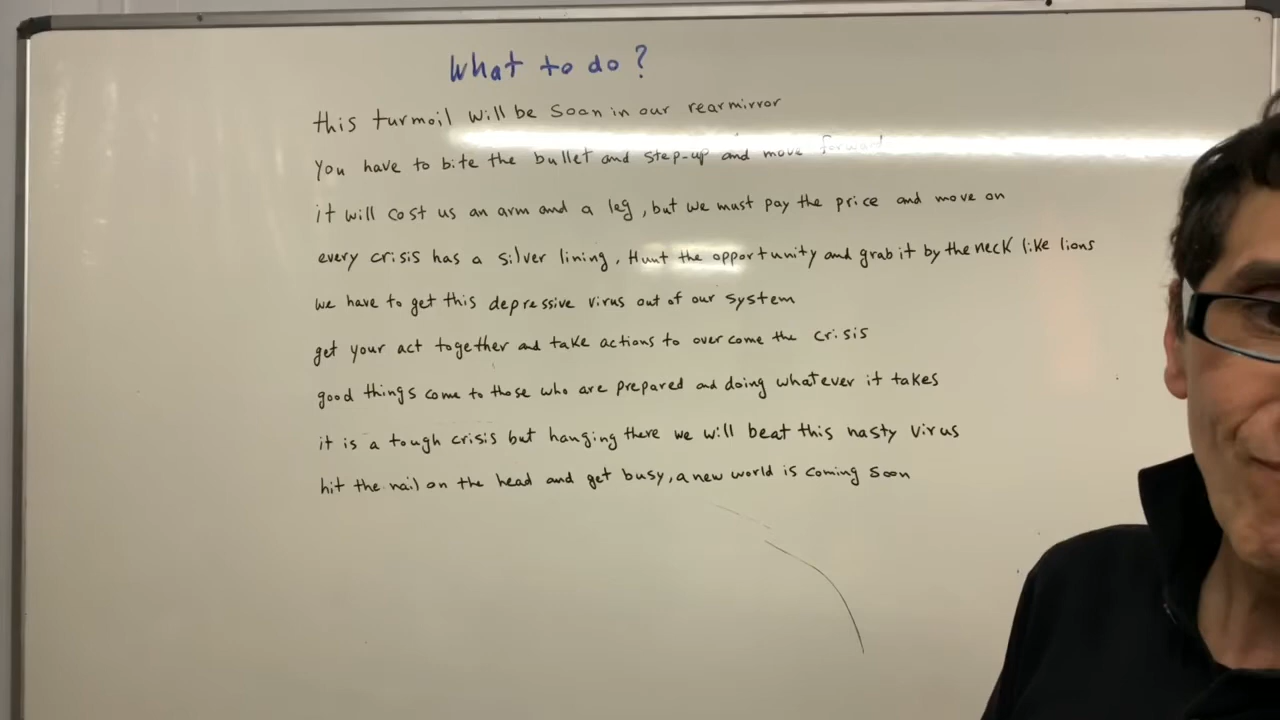 What to do?
this turmoil will be soon in our rearmirror
You have to bite the bullet and step-up and move forward
it will cost us an arm and a leg, but we must pay the price and move on
every crisis has a silver lining, Hunt the opportunity and grab it by the neck like lions
we have to get this depressive virus out of our system
get your act together and take actions to over come the crisis
good things come to those who are prepared and doing whatever it takes
it is a tough crisis but hanging there we will beat this nasty virus
hit the nail on the head and get busy, a new world is coming soon